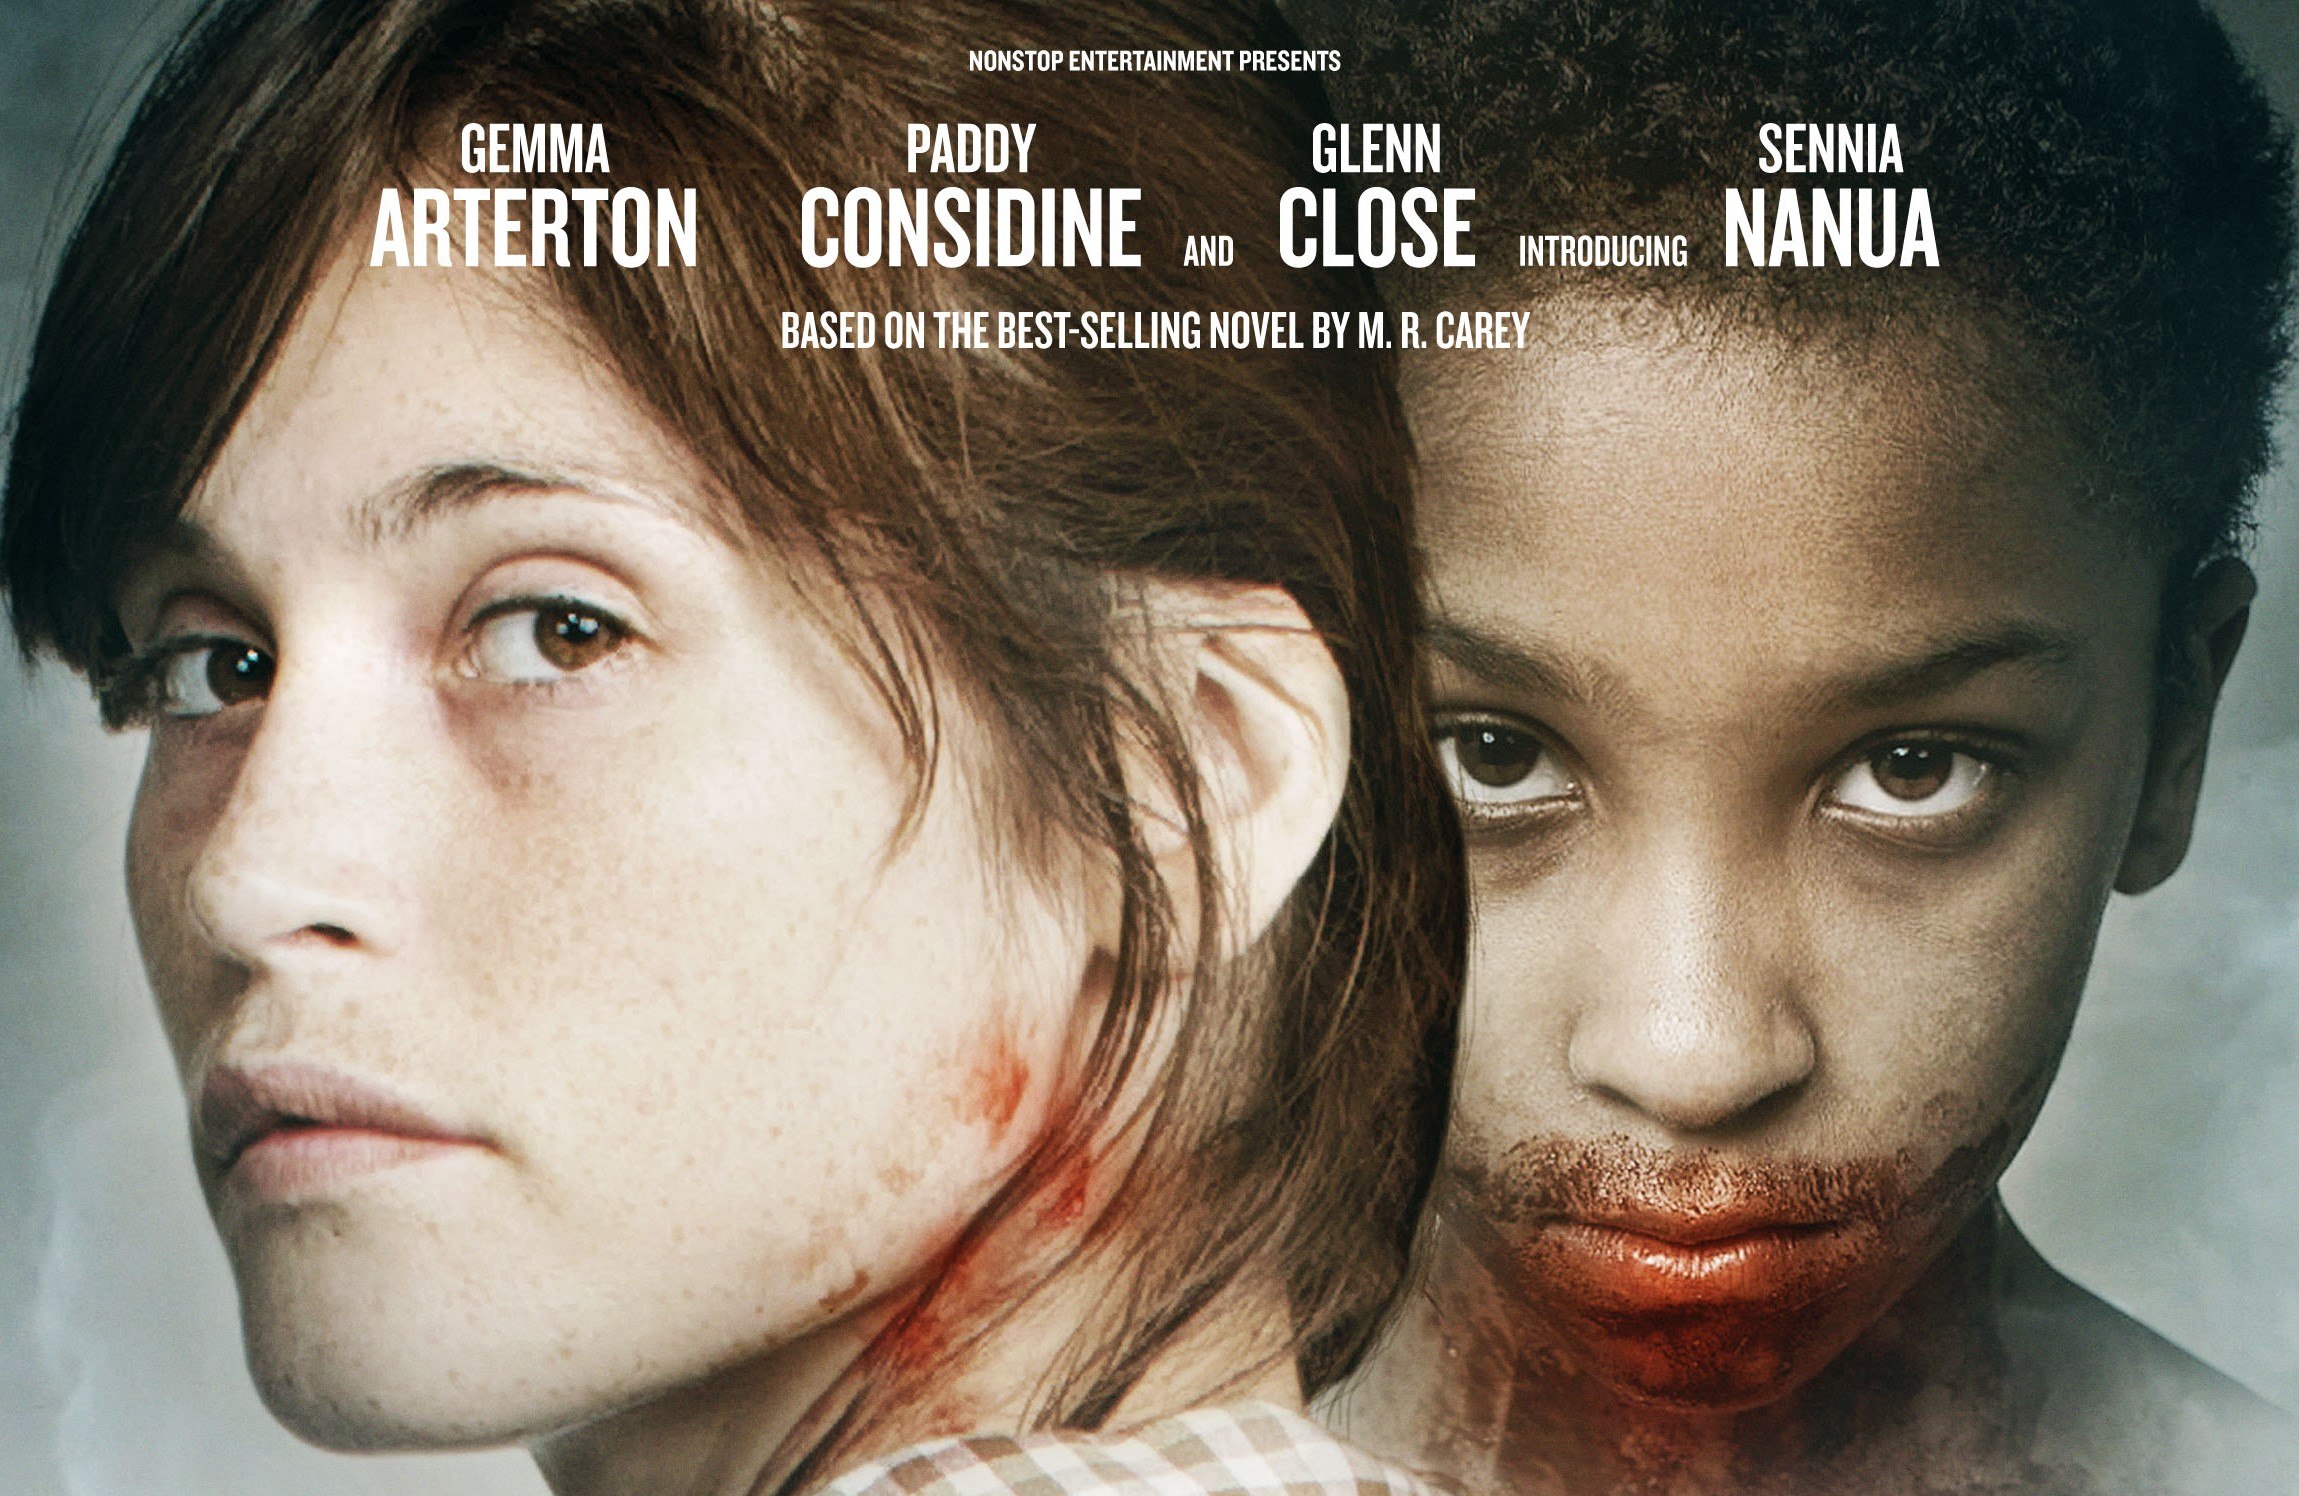 NONSTOP ENTERTAINMENT PRESENTS
GEMMA ARTERTON PADDY CONSIDINE AND GLENN CLOSE INTRODUCING SENNIA NANUA
BASED ON THE BEST-SELLING NOVEL BY M. R. CAREY